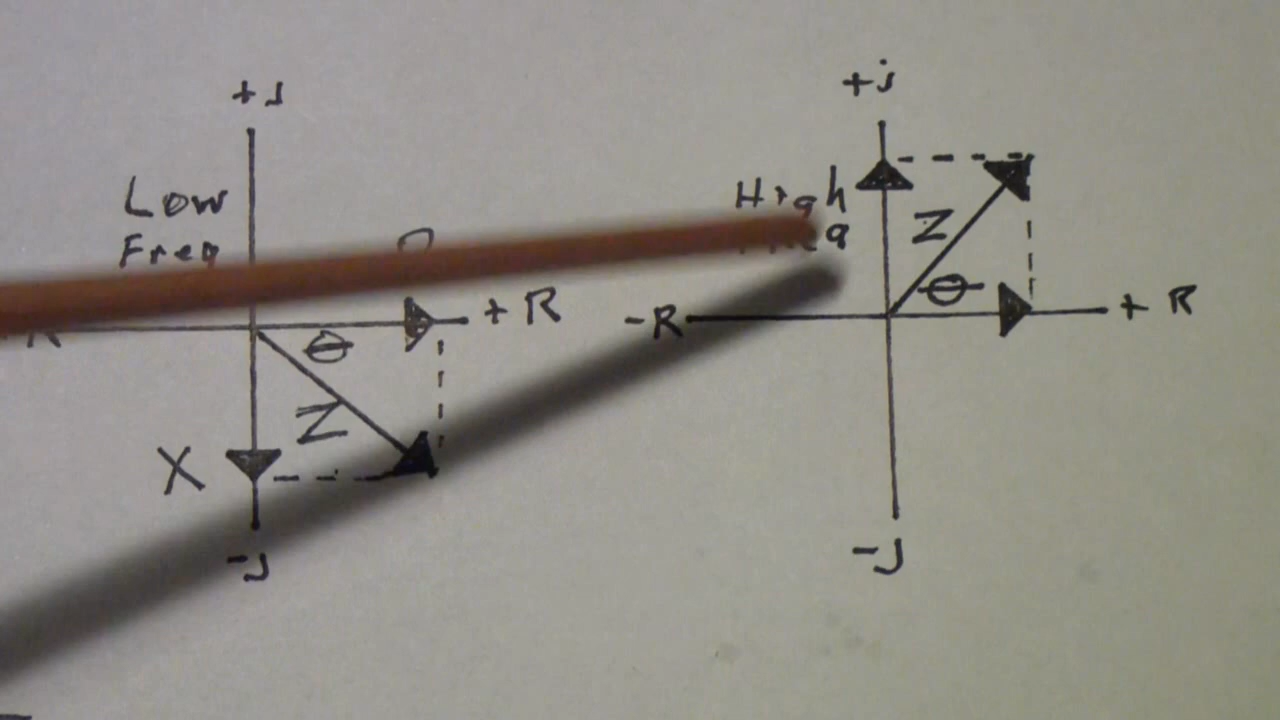 +j
Low
Freq
+R
θ
Z
X
-j
+j
High
Z
θ
-R
+R
-j